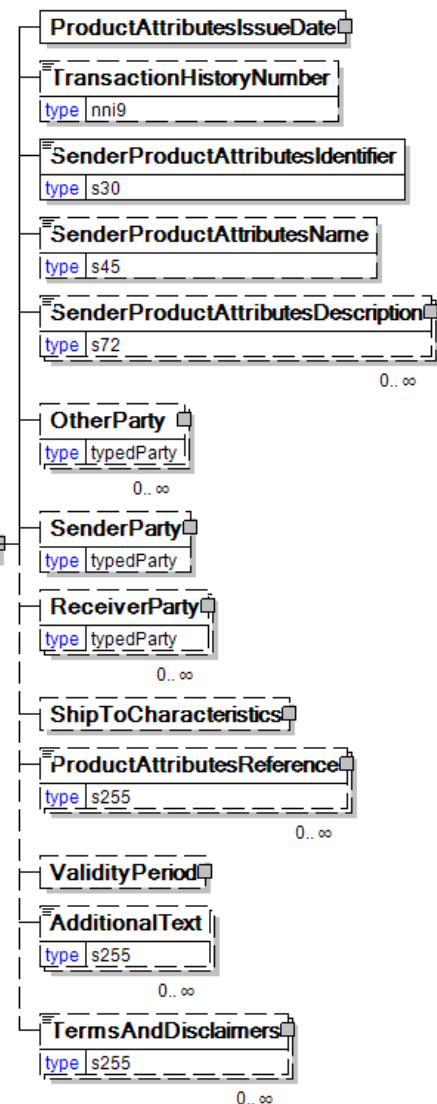 ProductAttributesIssueDate
TransactionHistoryNumber
type nni9
SenderProductAttributesIdentifier
type s30
SenderProductAttributesName
type s45
SenderProductAttributesDescription
type s72
0.. ∞
OtherParty
type typedParty
0.. ∞
SenderParty
type typedParty
ReceiverParty
type typedParty
0.. ∞
ShipToCharacteristics
ProductAttributesReference
type s255
0.. ∞
ValidityPeriod
AdditionalText
type s255
0.. ∞
TermsAndDisclaimers
type s255
0.. ∞